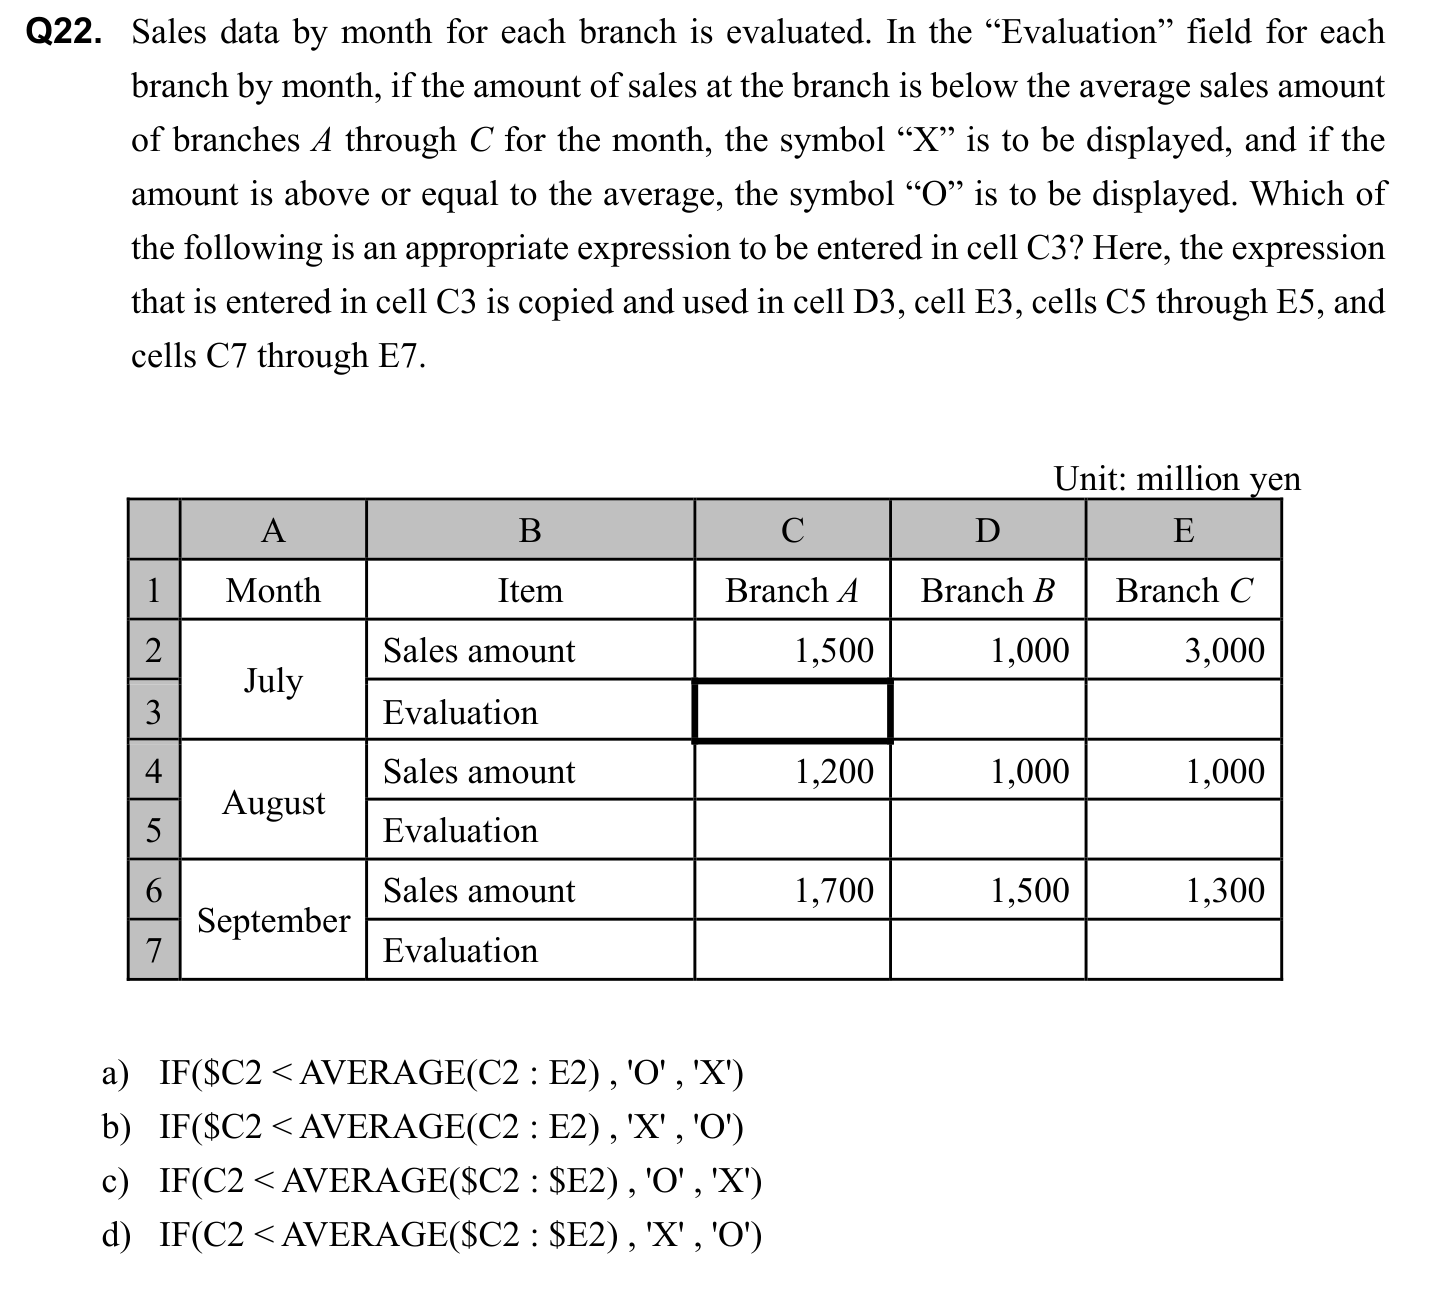 Q22. Sales data by month for each branch is evaluated. In the “Evaluation” field for each
branch by month, if the amount of sales at the branch is below the average sales amount
of branches A through C for the month, the symbol “X” is to be displayed, and if the
amount is above or equal to the average, the symbol “O” is to be displayed. Which of
the following is an appropriate expression to be entered in cell C3? Here, the expression
that is entered in cell C3 is copied and used in cell D3, cell E3, cells C5 through E5, and
cells C7 through E7.
Unit: million yen
A B C D E
1 Month Item Branch A Branch B Branch C
2 July Sales amount 1,500 1,000 3,000
3 Evaluation
4 August Sales amount 1,200 1,000 1,000
5 Evaluation
6 September Sales amount 1,700 1,500 1,300
7 Evaluation
a) IF($C2 < AVERAGE(C2 : E2) , 'O' , 'X')
b) IF($C2 < AVERAGE(C2 : E2) , 'X' , 'O')
c) IF(C2 < AVERAGE($C2 : $E2) , 'O' , 'X')
d) IF(C2 < AVERAGE($C2 : $E2) , 'X' , 'O')